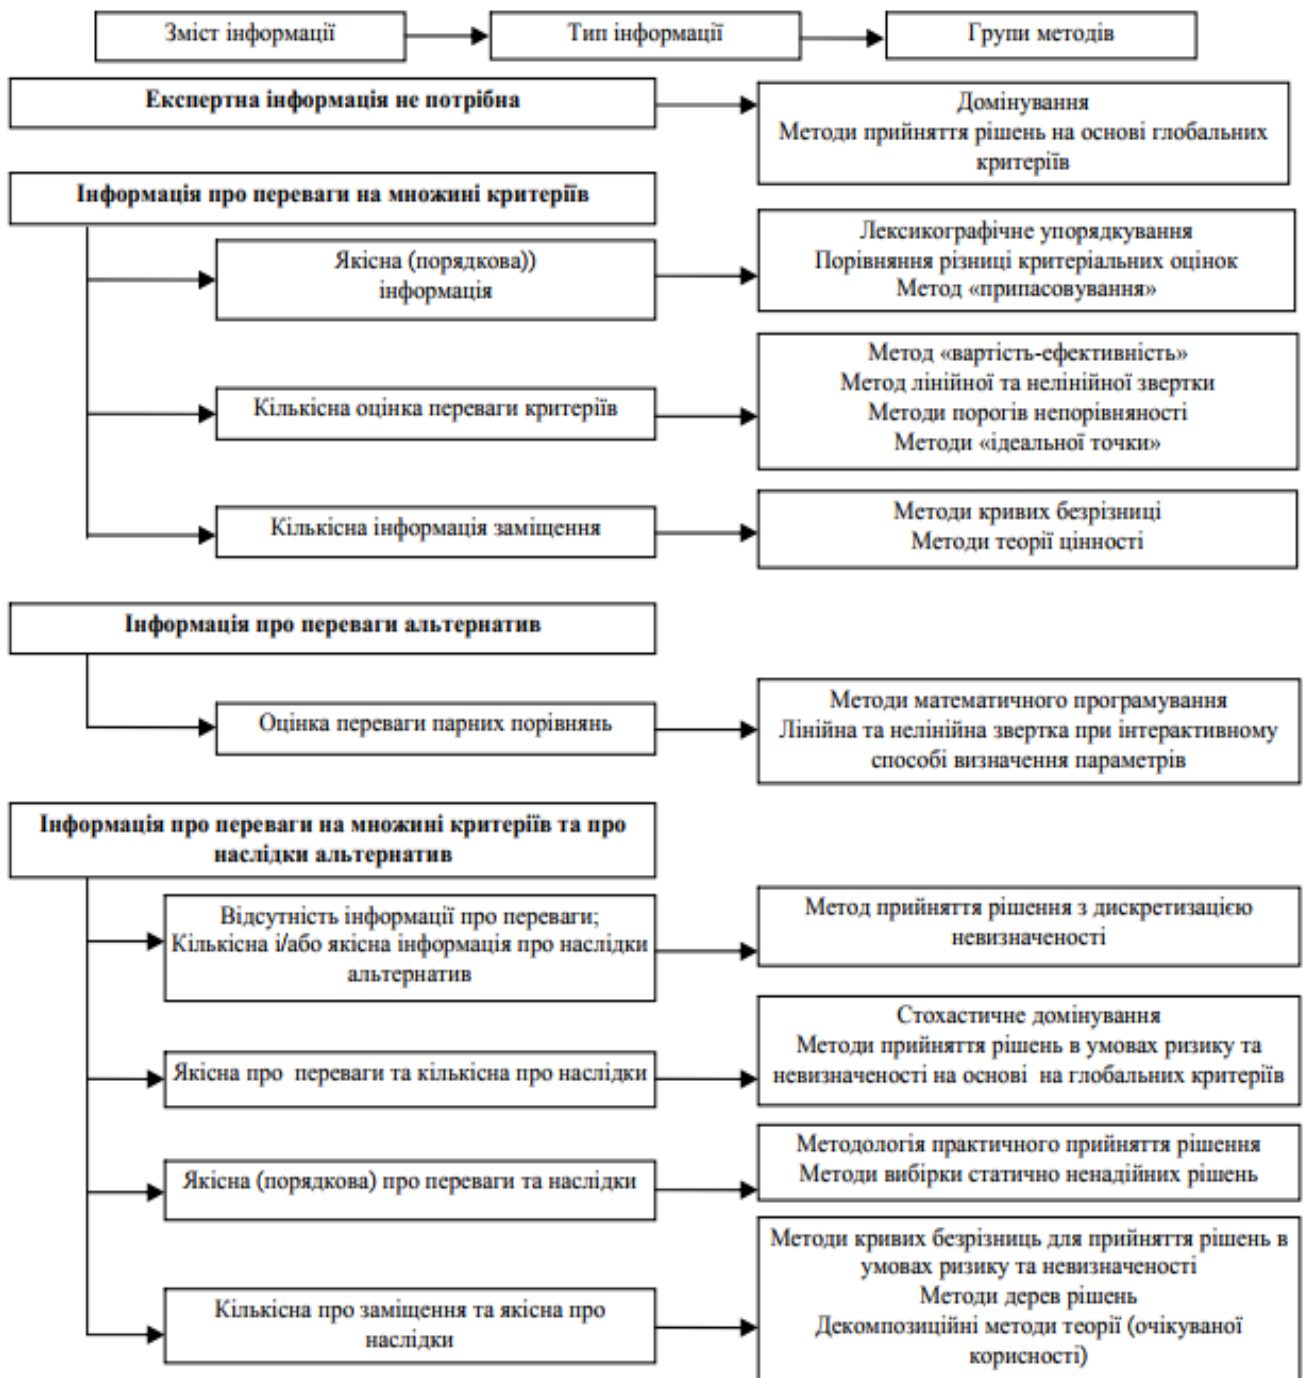 Зміст інформації
Тип інформації
Групи методів
Експертна інформація не потрібна
Домінування
Методи прийняття рішень на основі глобальних
критеріїв
Інформація про переваги на множині критеріїв
Якісна (порядкова))
інформація
Лексикографічне упорядкування
Порівняння різниці критеріальних оцінок
Метод «припасовування»
Кількісна оцінка переваги критеріїв
Метод «вартість-ефективність»
Метод лінійної та нелінійної звертки
Методи порогів непорівняності
Методи «ідеальної точки»
Кількісна інформація заміщення
Методи кривих безрізниці
Методи теорії цінності
Інформація про переваги альтернатив
Оцінка переваги парних порівнянь
Методи математичного програмування
Лінійна та нелінійна звертка при інтерактивному
способі визначення параметрів
Інформація про переваги на множині критеріїв та про
наслідки альтернатив
Відсутність інформації про переваги;
Кількісна і/або якісна інформація про наслідки
альтернатив
Метод прийняття рішення з дискретизацією
невизначеності
Якісна про переваги та кількісна про наслідки
Стохастичне домінування
Методи прийняття рішень в умовах ризику та
невизначеності на основі на глобальних критеріїв
Якісна (порядкова) про переваги та наслідки
Методологія практичного прийняття рішення
Методи вибірки статично ненадійних рішень
Кількісна про заміщення та якісна про
наслідки
Методи кривих безрізниць для прийняття рішень в
умовах ризику та невизначеності
Методи дерев рішень
Декомпозиційні методи теорії (очікуваної
корисності)